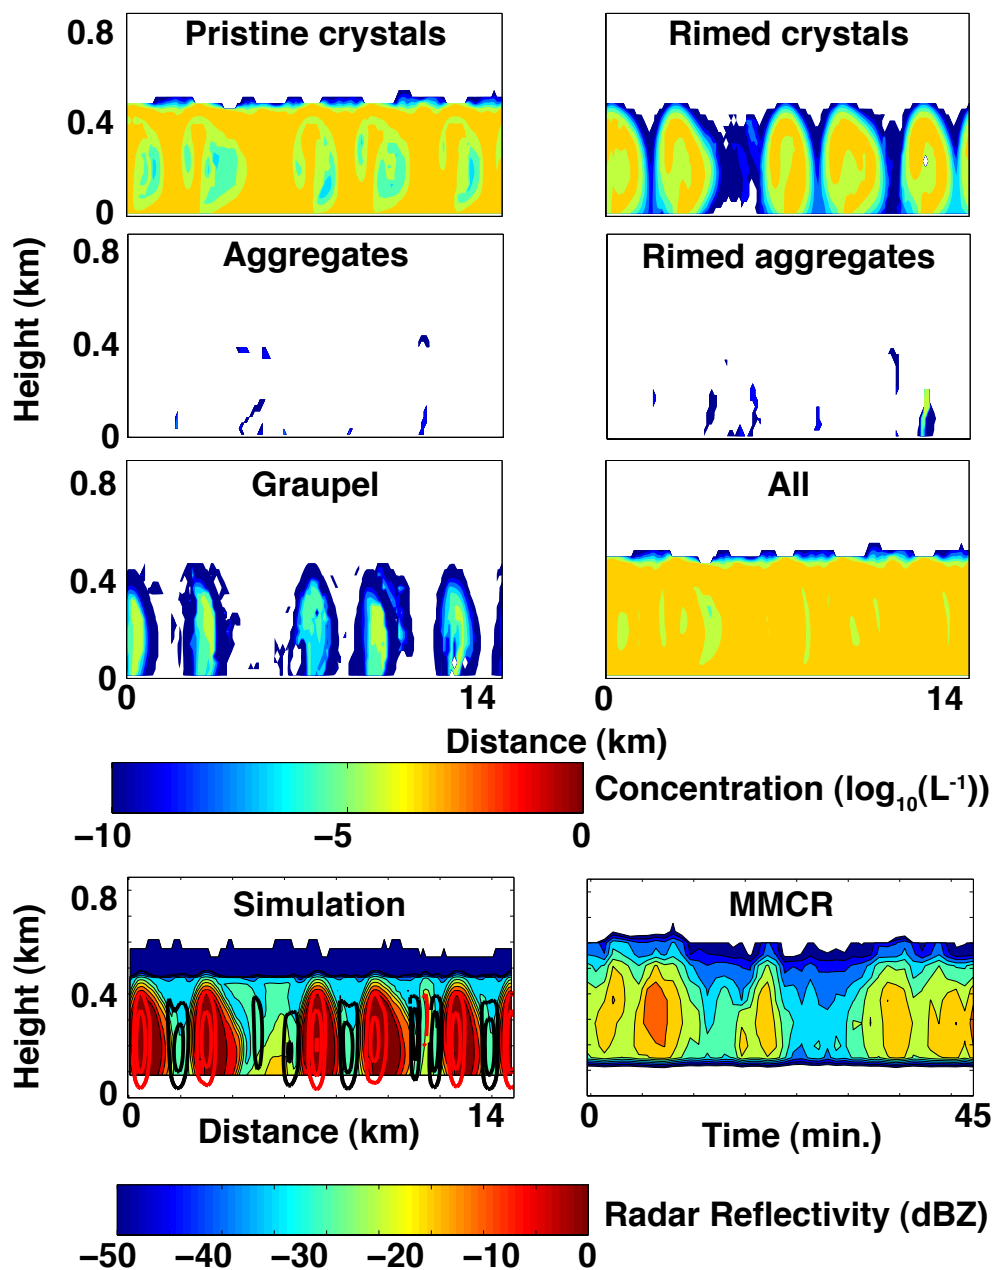 Pristine crystals
Rimed crystals
0.8
0.4
0
Aggregates
Rimed aggregates
0.8
0.4
0
Height (km)
Graupel
All
0.8
0.4
0
0
14
0
14
Distance (km)
Concentration (log10(L-1))
−10
−5
0
Simulation
MMCR
0.8
0.4
0
Height (km)
0
14
0
45
Distance (km)
Time (min.)
Radar Reflectivity (dBZ)
−50
−40
−30
−20
−10
0